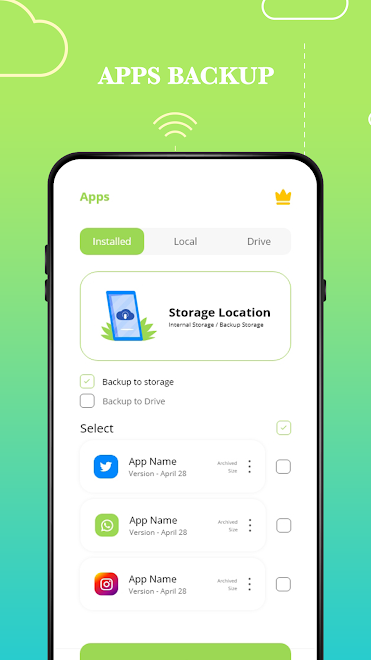 APPS BACKUP
Apps
Installed Local Drive
Storage Location
Internal Storage / Backup Storage
Backup to storage
Backup to Drive
Select
App Name
Version - April 28
Archived
Size
App Name
Version - April 28
Archived
Size
App Name
Version - April 28
Archived
Size